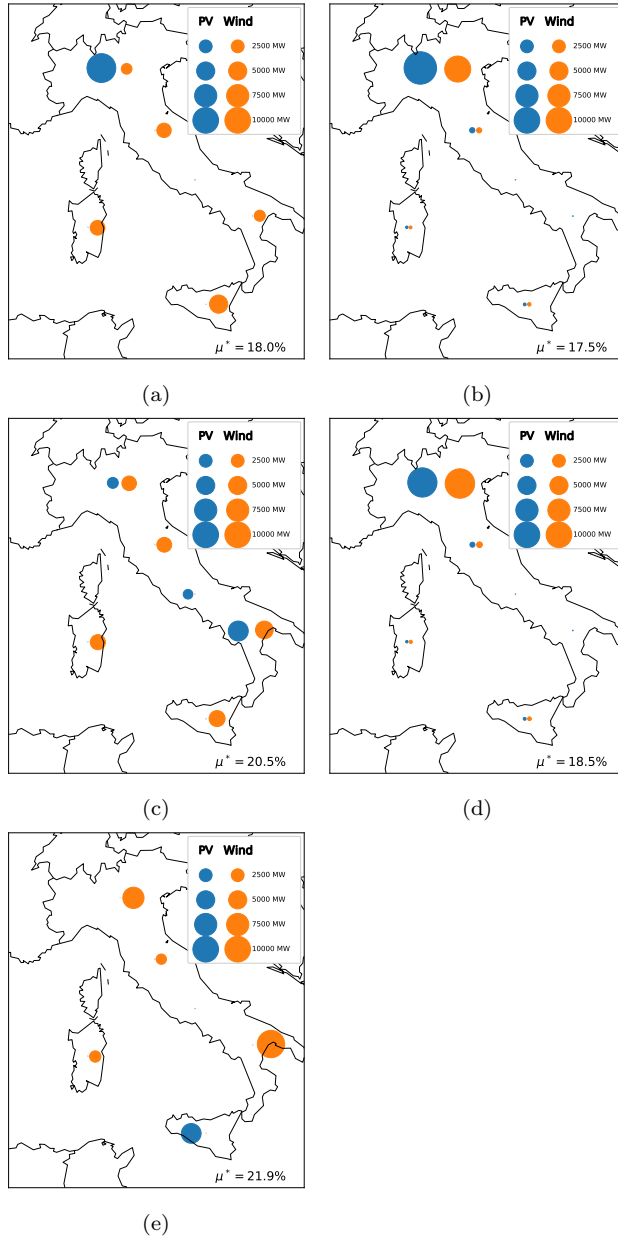 PV Wind
2500 MW
5000 MW
7500 MW
10000 MW
μ* = 18.0%
(a)
PV Wind
2500 MW
5000 MW
7500 MW
10000 MW
μ* = 17.5%
(b)
PV Wind
2500 MW
5000 MW
7500 MW
10000 MW
μ* = 20.5%
(c)
PV Wind
2500 MW
5000 MW
7500 MW
10000 MW
μ* = 18.5%
(d)
PV Wind
2500 MW
5000 MW
7500 MW
10000 MW
μ* = 21.9%
(e)